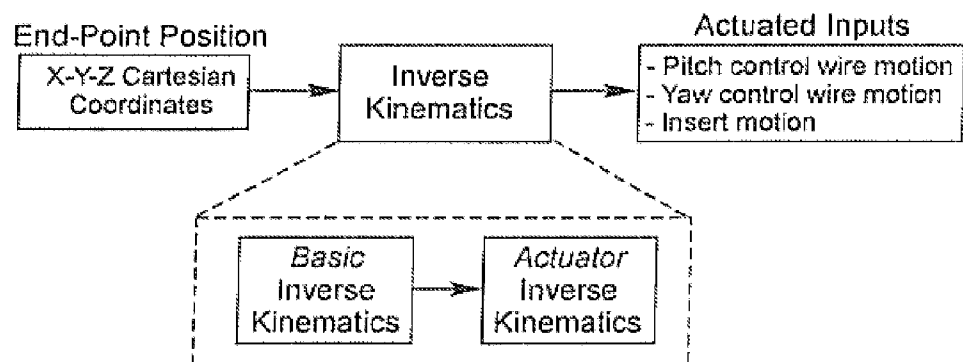 End-Point Position
X-Y-Z Cartesian
Coordinates
Inverse
Kinematics
Actuated Inputs
- Pitch control wire motion
- Yaw control wire motion
- Insert motion
Basic
Inverse
Kinematics
Actuator
Inverse
Kinematics